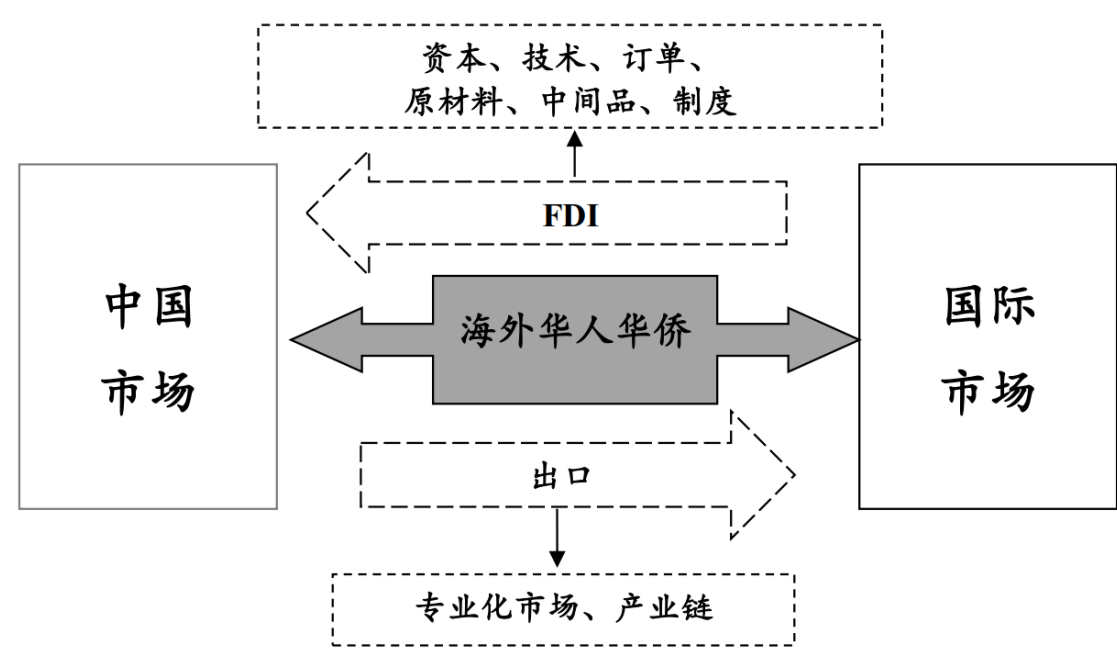 资本、技术、订单、
原材料、中间品、制度
FDI
中国
市场
海外华人华侨
国际
市场
出口
专业化市场、产业链